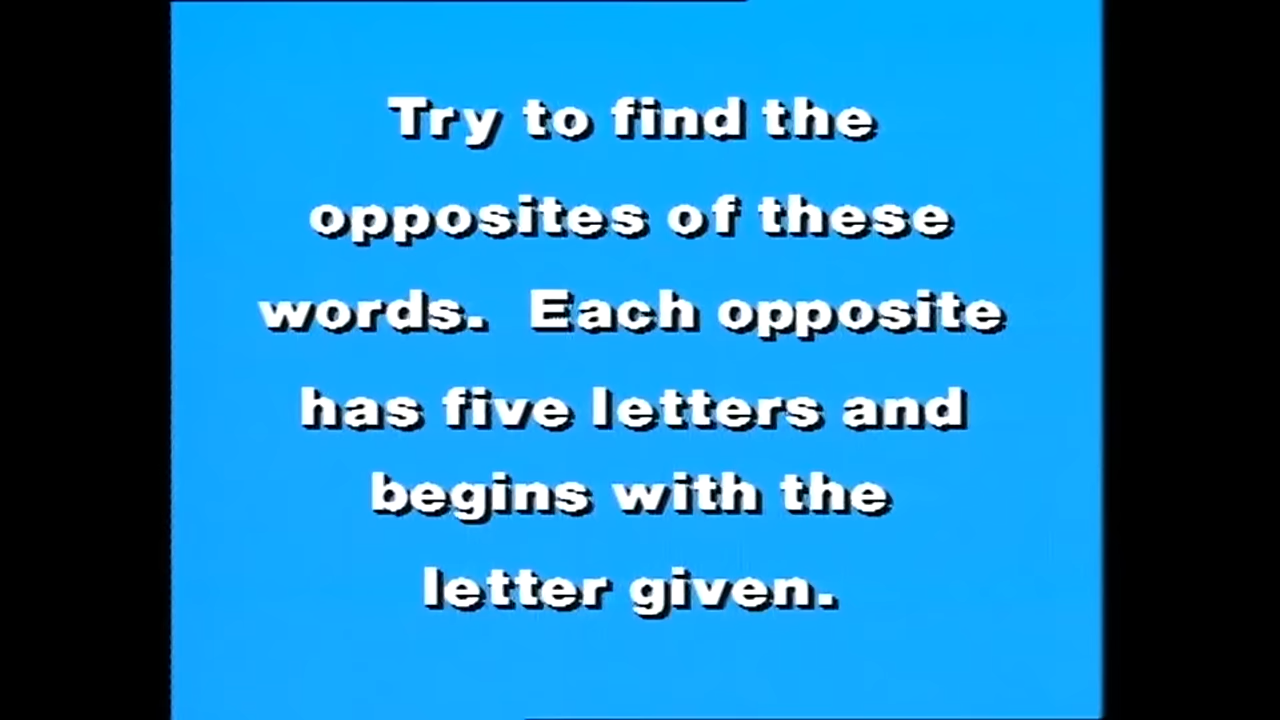 Try to find the
opposites of these
words. Each opposite
has five letters and
begins with the
letter given.